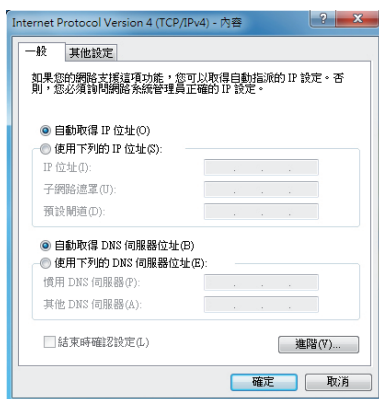 Internet Protocol Version 4 (TCP/IPv4) - 內容
一般
其他設定
如果您的網路支援這項功能，您可以取得自動指派的 IP 設定。否
則，您必須詢問網路系統管理員正確的 IP 設定。
自動取得 IP 位址(O)
使用下列的 IP 位址(S):
IP 位址(I):
子網路遮罩(U):
預設閘道(D):
自動取得 DNS 伺服器位址(B)
使用下列的 DNS 伺服器位址(E):
慣用 DNS 伺服器(P):
其他 DNS 伺服器(A):
結束時確認設定(L)
進階(V)...
確定
取消